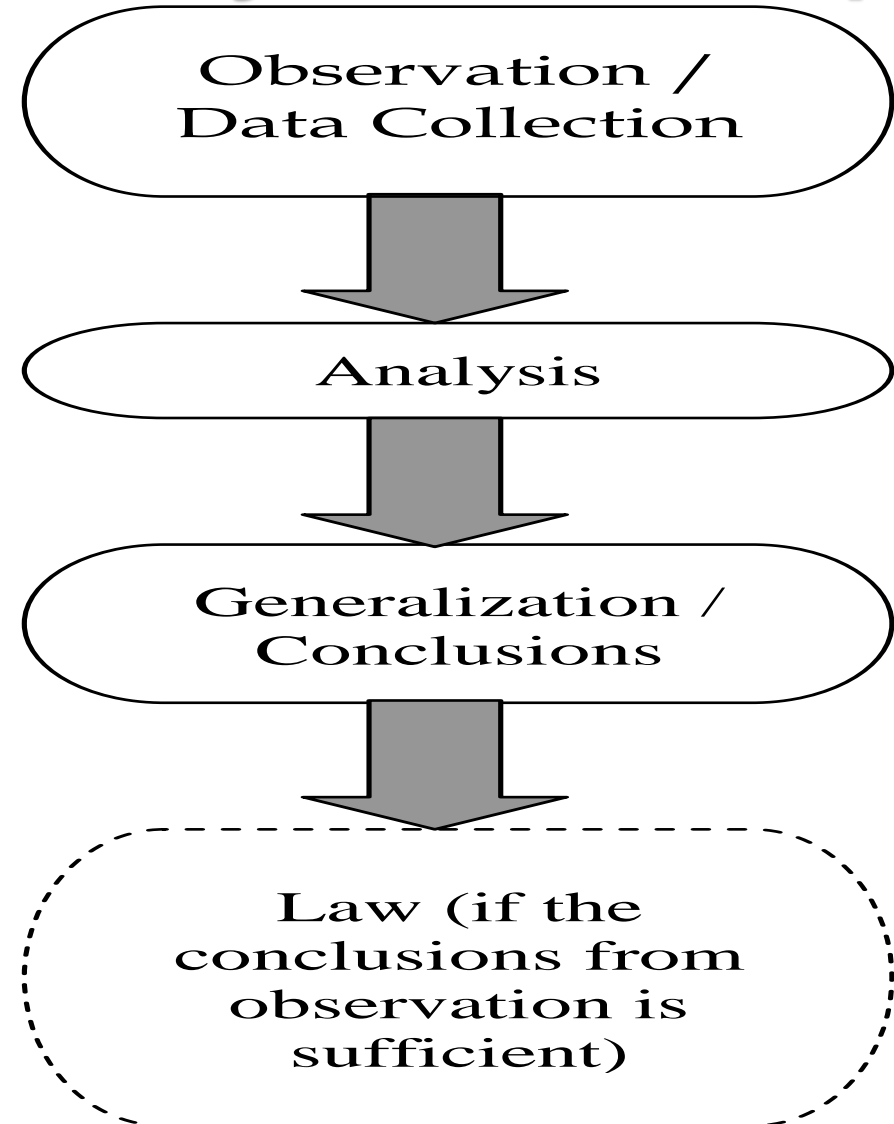 Observation /
Data Collection
Analysis
Generalization /
Conclusions
Law (if the
conclusions from
observation is
sufficient)